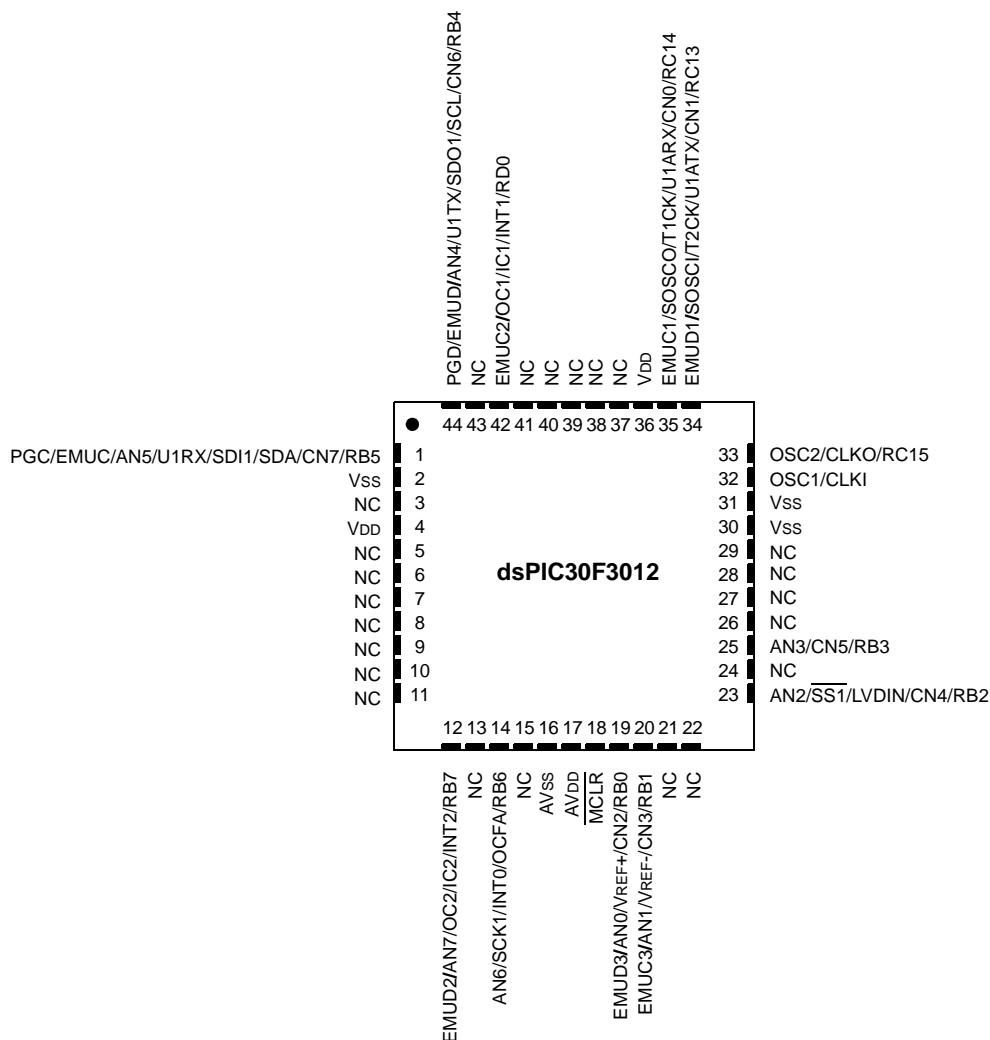 PGD/EMUD/AN4/U1TX/SDO1/SCL/CN6/RB4
NC
EMUC2/OC1/IC1/INT1/RD0
NC
NC
NC
NC
NC
VDD
EMUC1/SOSCO/T1CK/U1ARX/CN0/RC14
EMUD1/SOSCI/T2CK/U1ATX/CN1/RC13
44 43 42 41 40 39 38 37 36 35 34
PGC/EMUC/AN5/U1RX/SDI1/SDA/CN7/RB5 1
VSS 2
NC 3
VDD 4
NC 5
NC 6
NC 7
NC 8
NC 9
NC 10
NC 11
dsPIC30F3012
33 OSC2/CLKO/RC15
32 OSC1/CLKI
31 VSS
30 VSS
29 NC
28 NC
27 NC
26 NC
25 AN3/CN5/RB3
24 NC
23 AN2/SS1/LVDIN/CN4/RB2
12 13 14 15 16 17 18 19 20 21 22
EMUD2/AN7/OC2/IC2/INT2/RB7
NC
AN6/SCK1/INT0/OCFA/RB6
NC
AVSS
AVDD
MCLR
EMUD3/AN0/VREF+/CN2/RB0
EMUC3/AN1/VREF-/CN3/RB1
NC
NC